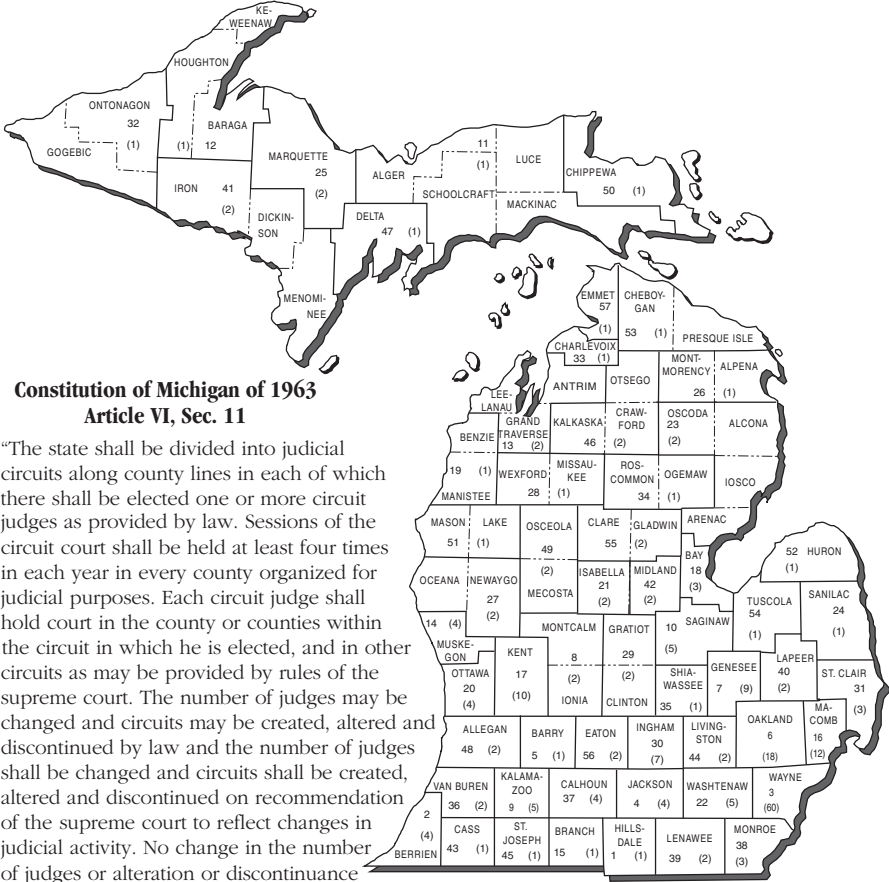 KE-
WEENAW
HOUGHTON
ONTONAGON
32
(1)
GOGEBIC
(1)
BARAGA
12
IRON
41
(2)
MARQUETTE
25
(2)
DICKIN-
SON
MENOMI-
NEE
ALGER
DELTA
47 (1)
11
(1)
SCHOOLCRAFT
LUCE
MACKINAC
CHIPPEWA
50 (1)
EMMET
57
(1)
CHEBOY-
GAN
53 (1)
PRESQUE ISLE
CHARLEVOIX
33 (1)
ANTRIM
OTSEGO
MONT-
MORENCY
26
ALPENA
(1)
LEE-
LANAU
BENZIE
GRAND
TRAVERSE
13 (2)
KALKASKA
46
CRAW-
FORD
(2)
OSCODA
23
(2)
ALCONA
19 (1)
MANISTEE
WEXFORD
28
MISSAU-
KEE
(1)
ROS-
COMMON
34
OGEMAW
(1)
IOSCO
MASON
51
LAKE
(1)
OSCEOLA
49
(2)
MECOSTA
CLARE
55
GLADWIN
(2)
ARENAC
BAY
18
(3)
OCEANA
NEWAYGO
27
(2)
ISABELLA
21
(2)
MIDLAND
42
(2)
52 HURON
(1)
TUSCOLA
54
(1)
SANILAC
24
(1)
14 (4)
MUSKE-
GON
MONTCALM
8
(2)
IONIA
GRATIOT
29
(2)
CLINTON
10
(5)
SAGINAW
KENT
17
(10)
OTTAWA
20
(4)
SHIA-
WASSEE
35 (1)
GENESEE
7 (9)
LAPEER
40
(2)
ST. CLAIR
31
(3)
MA-
COMB
16
(12)
OAKLAND
6
(18)
ALLEGAN
48 (2)
BARRY
5 (1)
EATON
56 (2)
INGHAM
30
(7)
LIVING-
STON
44 (2)
VAN BUREN
36 (2)
KALAMA-
ZOO
9 (5)
CALHOUN
37 (4)
JACKSON
4 (4)
WASHTENAW
22 (5)
WAYNE
3
(60)
2
(4)
BERRIEN
CASS
43 (1)
ST.
JOSEPH
45 (1)
BRANCH
15 (1)
HILLS-
DALE
1 (1)
LENAWEE
39 (2)
MONROE
38
(3)
Constitution of Michigan of 1963
Article VI, Sec. 11
“The state shall be divided into judicial
circuits along county lines in each of which
there shall be elected one or more circuit
judges as provided by law. Sessions of the
circuit court shall be held at least four times
in each year in every county organized for
judicial purposes. Each circuit judge shall
hold court in the county or counties within
the circuit in which he is elected, and in other
circuits as may be provided by rules of the
supreme court. The number of judges may be
changed and circuits may be created, altered and
discontinued by law and the number of judges
shall be changed and circuits shall be created,
altered and discontinued on recommendation
of the supreme court to reflect changes in
judicial activity. No change in the number
of judges or alteration or discontinuance